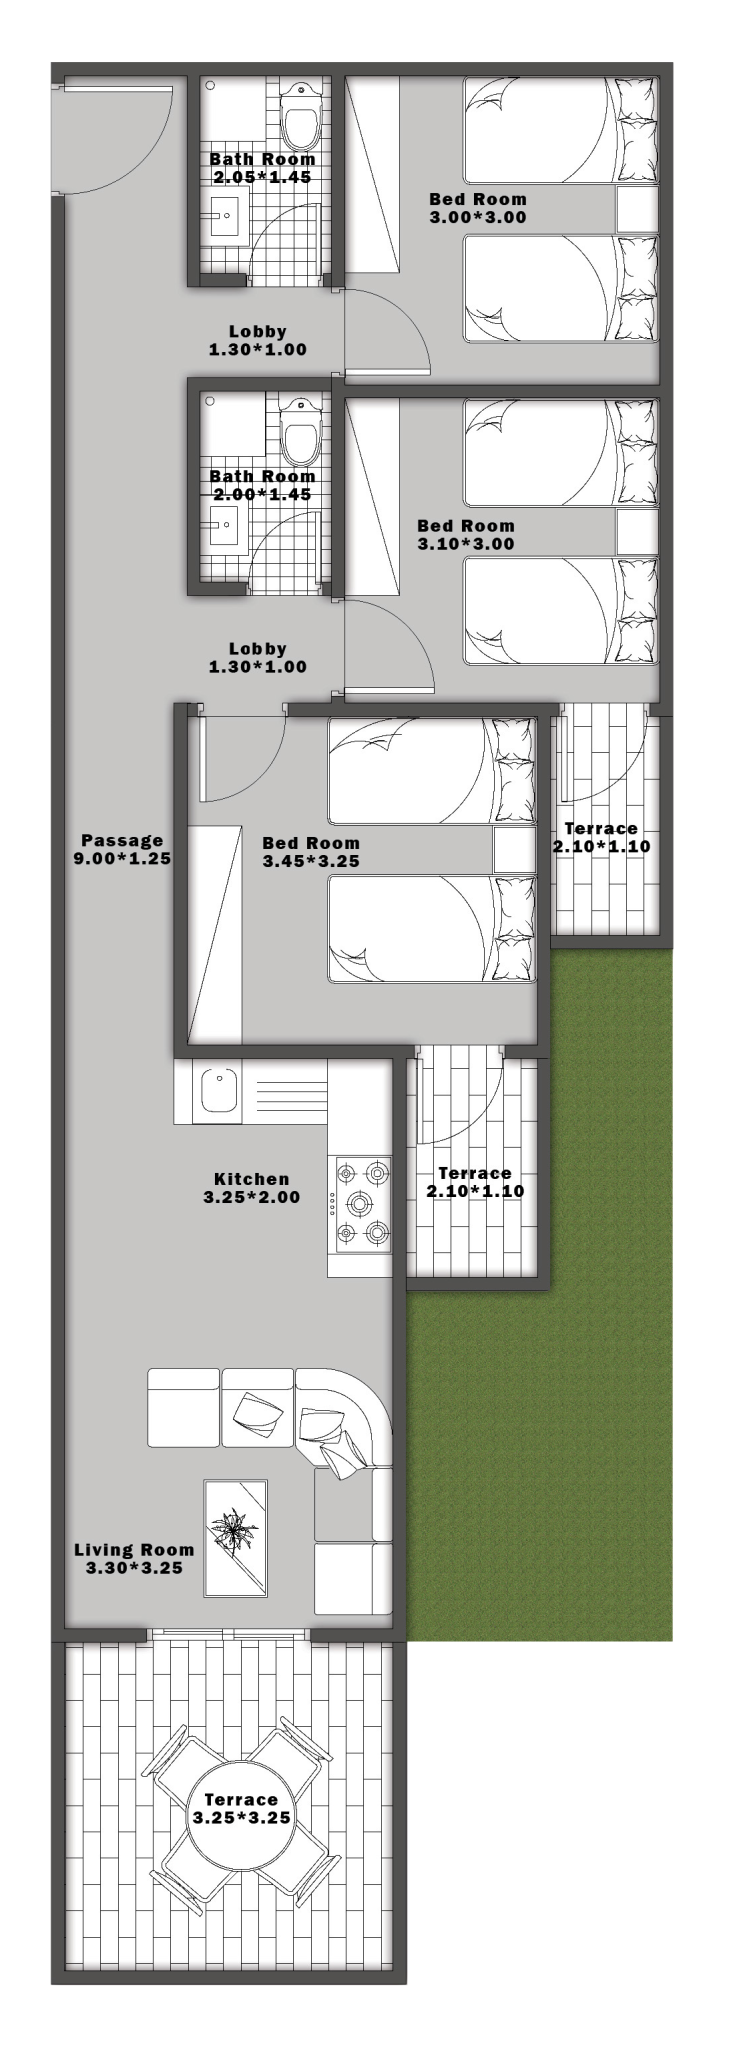 Bath Room
2.05*1.45
Bed Room
3.00*3.00
Lobby
1.30*1.00
Bath Room
2.00*1.45
Bed Room
3.10*3.00
Lobby
1.30*1.00
Passage
9.00*1.25
Bed Room
3.45*3.25
Terrace
2.10*1.10
Kitchen
3.25*2.00
Terrace
2.10*1.10
Living Room
3.30*3.25
Terrace
3.25*3.25